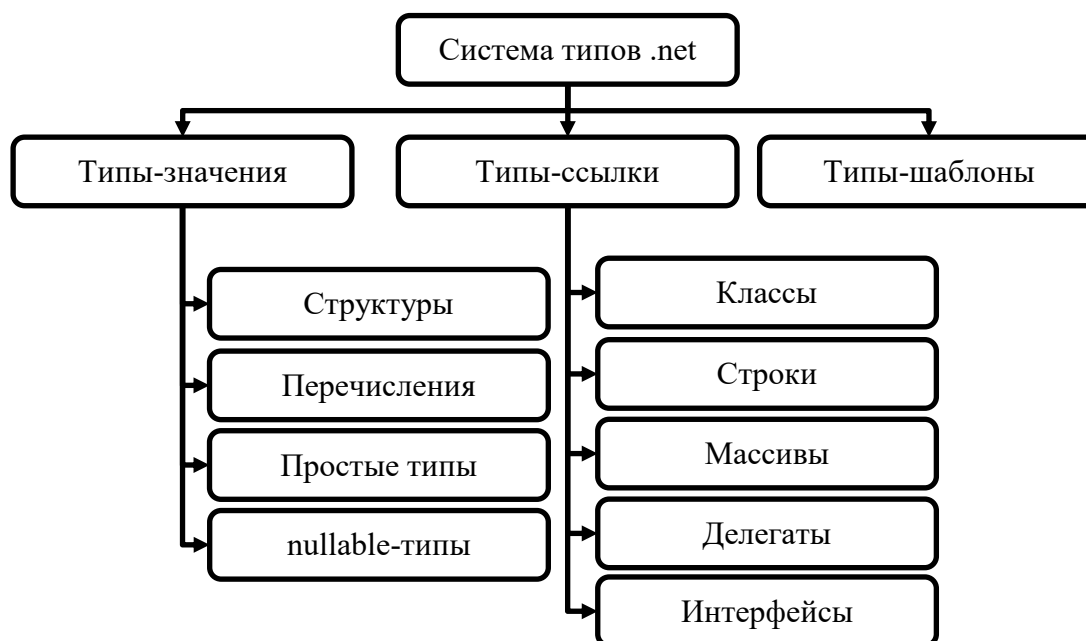 Система типов .net
Типы-значения
Типы-ссылки
Типы-шаблоны
Структуры
Перечисления
Простые типы
nullable-типы
Классы
Строки
Массивы
Делегаты
Интерфейсы